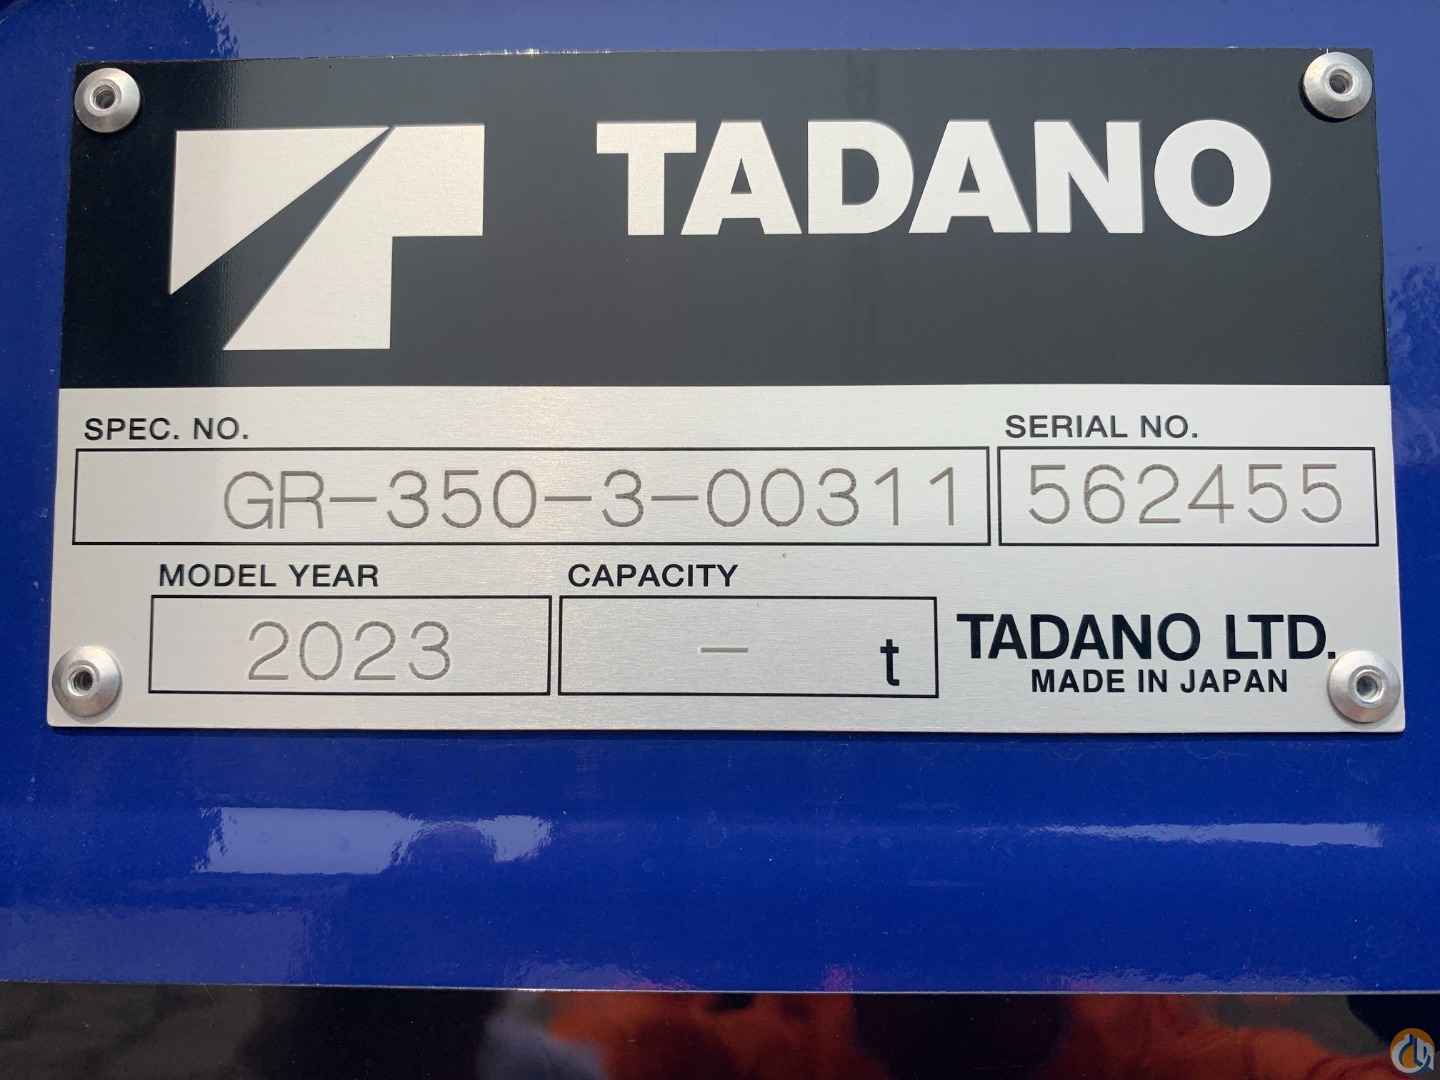 TADANO
SPEC. NO.
SERIAL NO.
GR-350-3-00311
562455
MODEL YEAR
CAPACITY
2023
- t
TADANO LTD.
MADE IN JAPAN